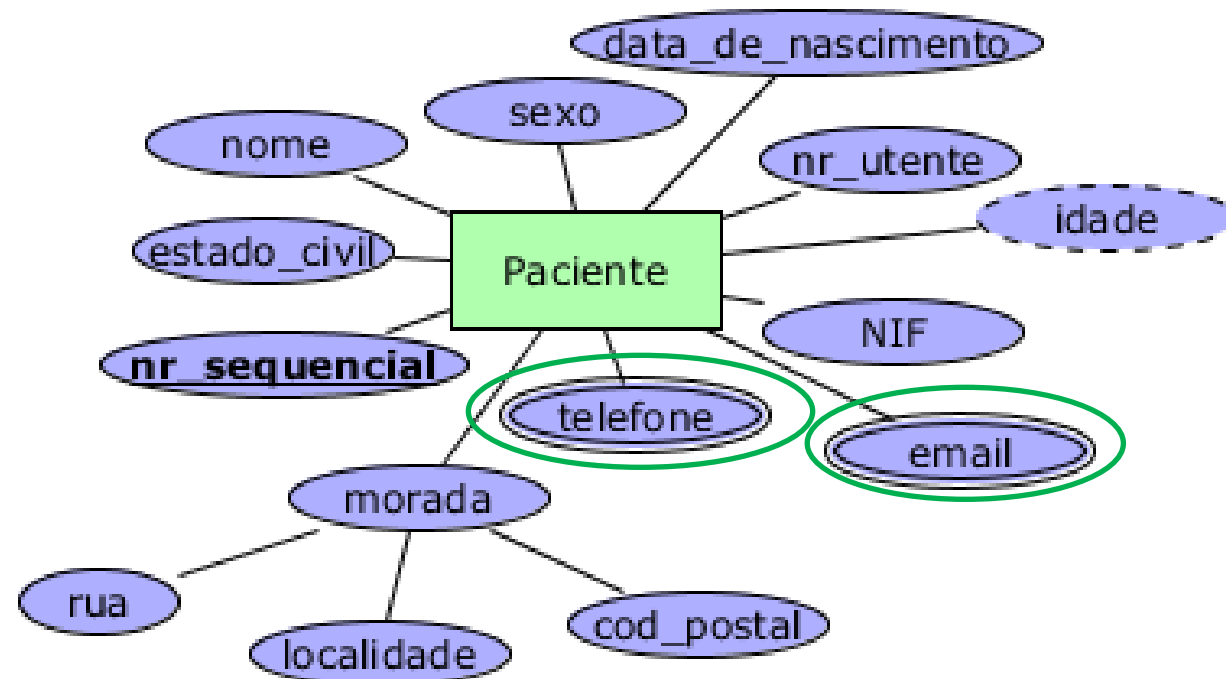 data_de_nascimento
sexo
nome
nr_utente
idade
estado_civil
Paciente
NIF
nr_sequencial
telefone
email
morada
rua
cod_postal
localidade